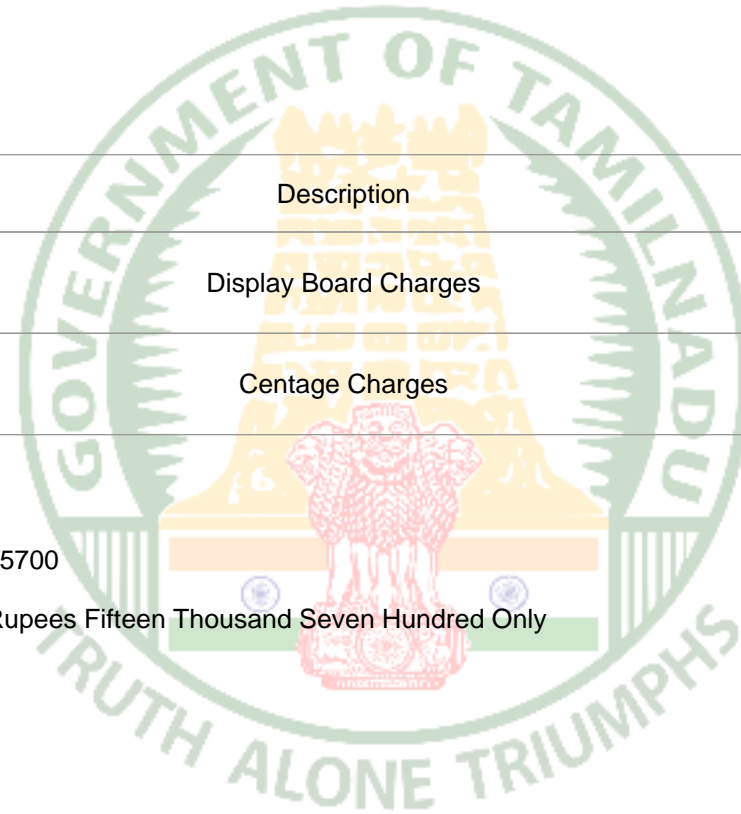 GOVERNMENT OF TAMILNADU
Description
Display Board Charges
Centage Charges
5700
Rupees Fifteen Thousand Seven Hundred Only
TRUTH ALONE TRIUMPHS